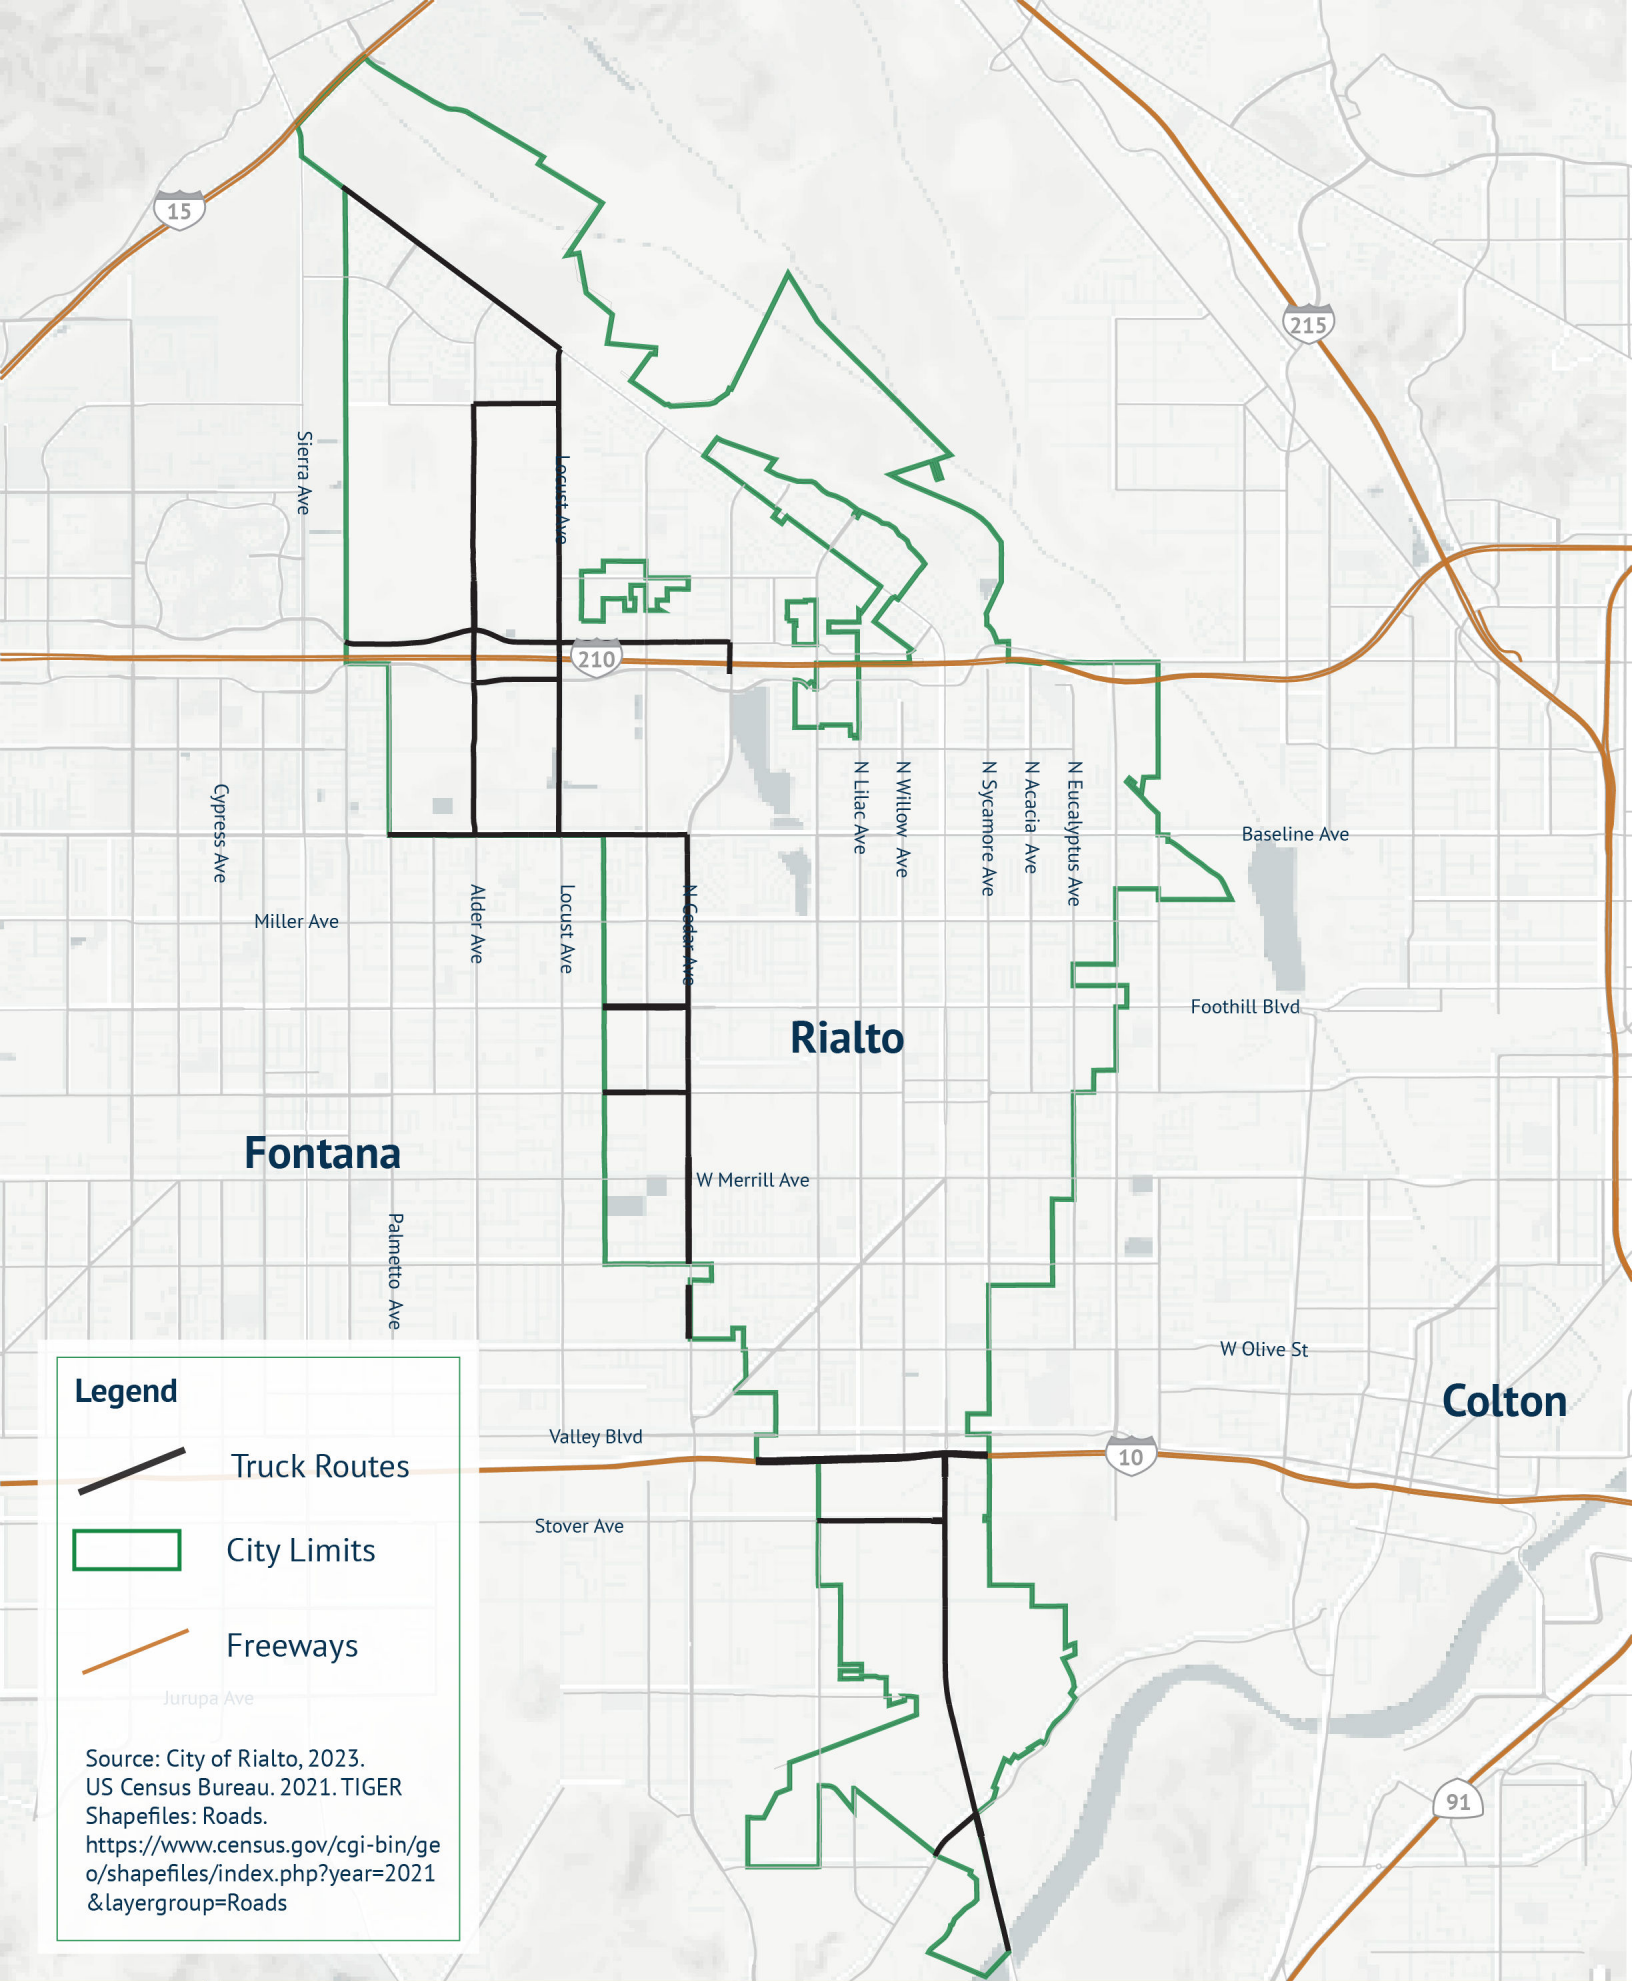 15
215
Sierra Ave
Locust Ave
210
N Lilac Ave
N Willow Ave
N Sycamore Ave
N Acacia Ave
N Eucalyptus Ave
Cypress Ave
Baseline Ave
Alder Ave
Locust Ave
N Cedar Ave
Miller Ave
Foothill Blvd
Rialto
Fontana
W Merrill Ave
Palmetto Ave
W Olive St
Colton
Legend
Valley Blvd
10
Truck Routes
Stover Ave
City Limits
Freeways
Jurupa Ave
Source: City of Rialto, 2023.
US Census Bureau. 2021. TIGER
Shapefiles: Roads.
https://www.census.gov/cgi-bin/ge
o/shapefiles/index.php?year=2021
&layergroup=Roads
91